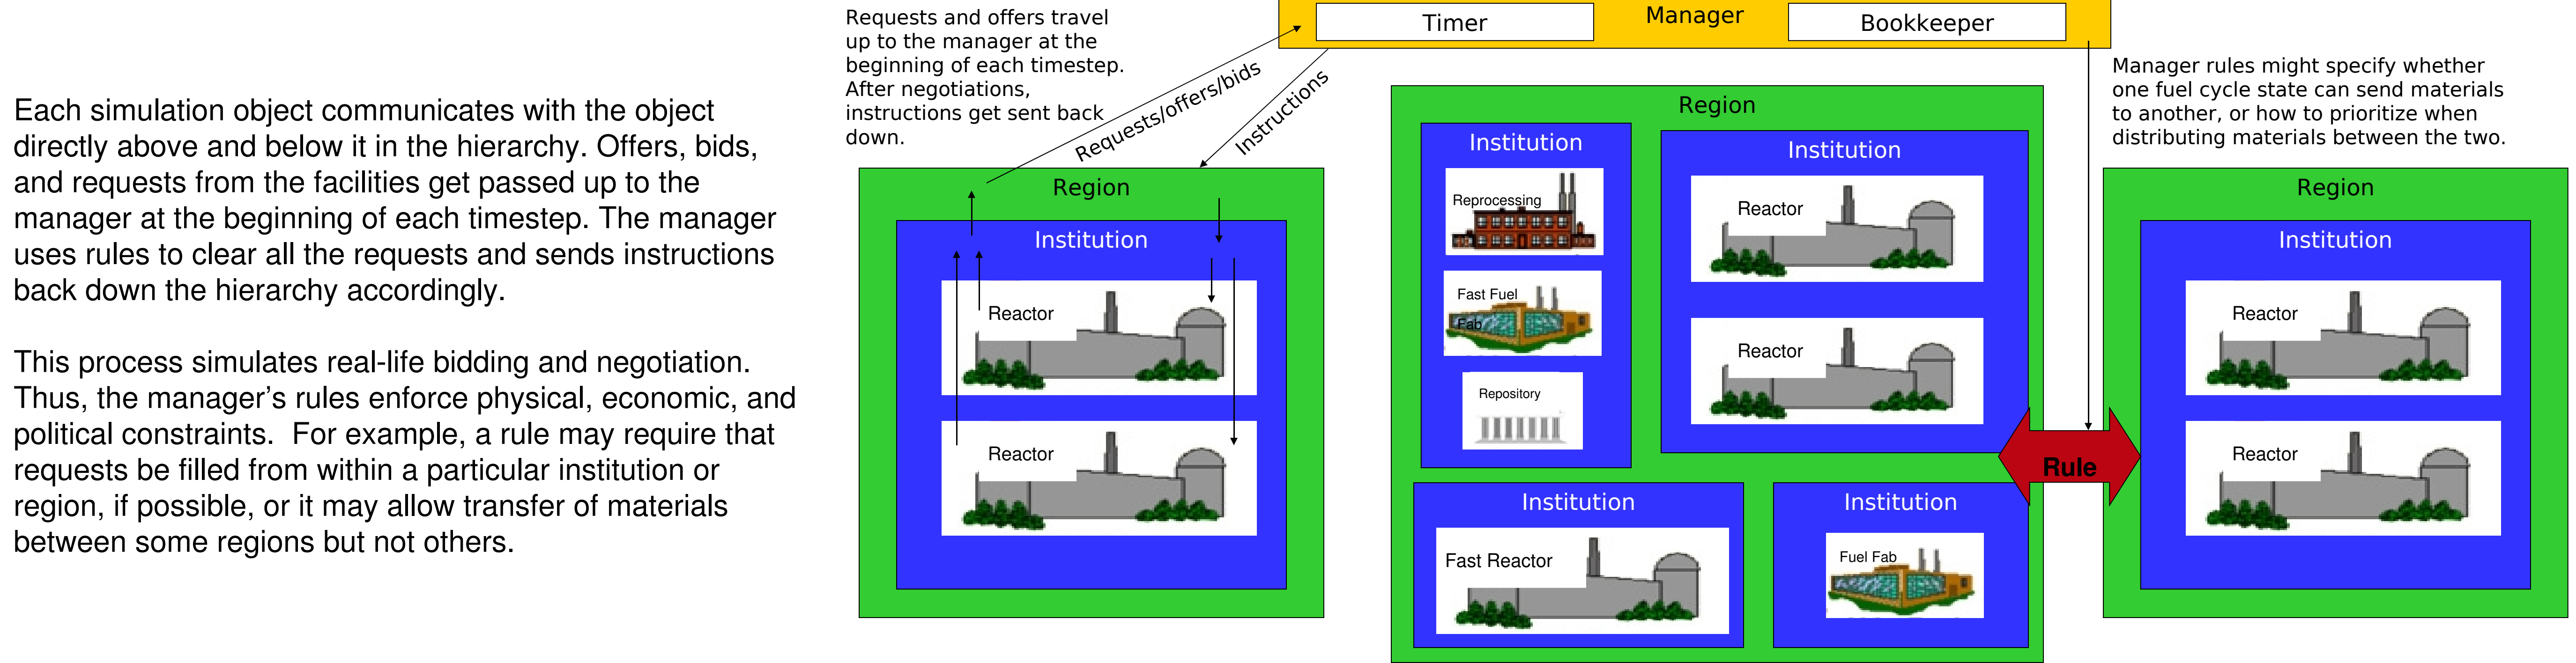 Each simulation object communicates with the object
directly above and below it in the hierarchy. Offers, bids,
and requests from the facilities get passed up to the
manager at the beginning of each timestep. The manager
uses rules to clear all the requests and sends instructions
back down the hierarchy accordingly.
This process simulates real-life bidding and negotiation.
Thus, the manager’s rules enforce physical, economic, and
political constraints.  For example, a rule may require that
requests be filled from within a particular institution or
region, if possible, or it may allow transfer of materials
between some regions but not others.
Requests and offers travel
up to the manager at the
beginning of each timestep.
After negotiations,
instructions get sent back
down.
Requests/offers/bids
Instructions
Timer
Manager
Bookkeeper
Manager rules might specify whether
one fuel cycle state can send materials
to another, or how to prioritize when
distributing materials between the two.
Region
Institution
Reactor
Reactor
Region
Institution
Reprocessing
Fast Fuel
Fab
Repository
Institution
Reactor
Reactor
Institution
Fast Reactor
Institution
Fuel Fab
Rule
Region
Institution
Reactor
Reactor